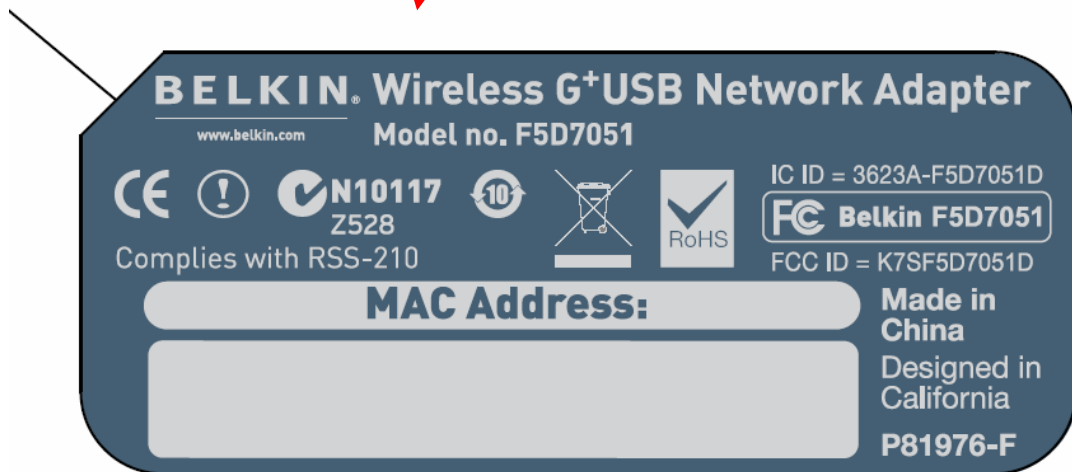 BELKIN. Wireless G+USB Network Adapter
www.belkin.com Model no. F5D7051
CE ! N10117 10 IC ID = 3623A-F5D7051D
Z528 RoHS FC Belkin F5D7051
Complies with RSS-210 FCC ID = K7SF5D7051D
MAC Address: Made in
China
Designed in
California
P81976-F